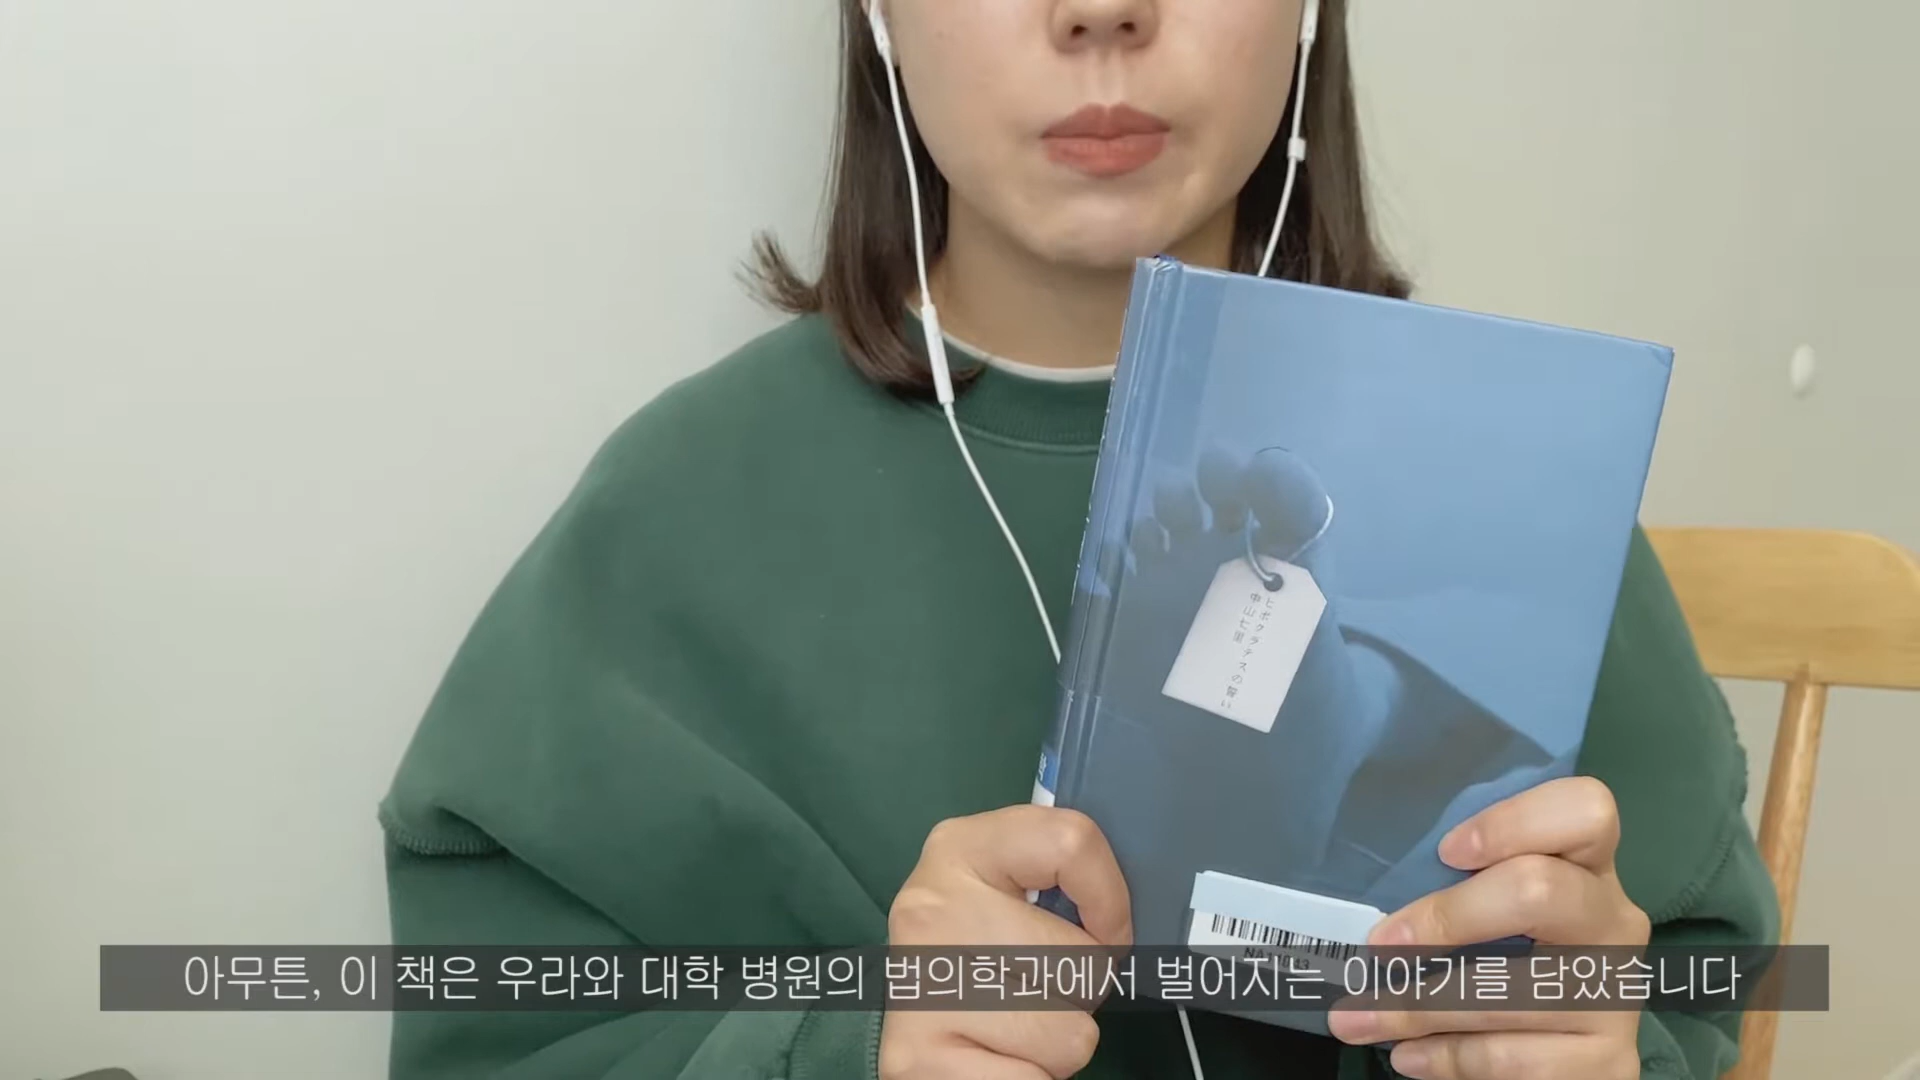 ヒポクラテスの誓い
中山七里
NA11043
아무튼, 이 책은 우라와 대학 병원의 법의학과에서 벌어지는 이야기를 담았습니다